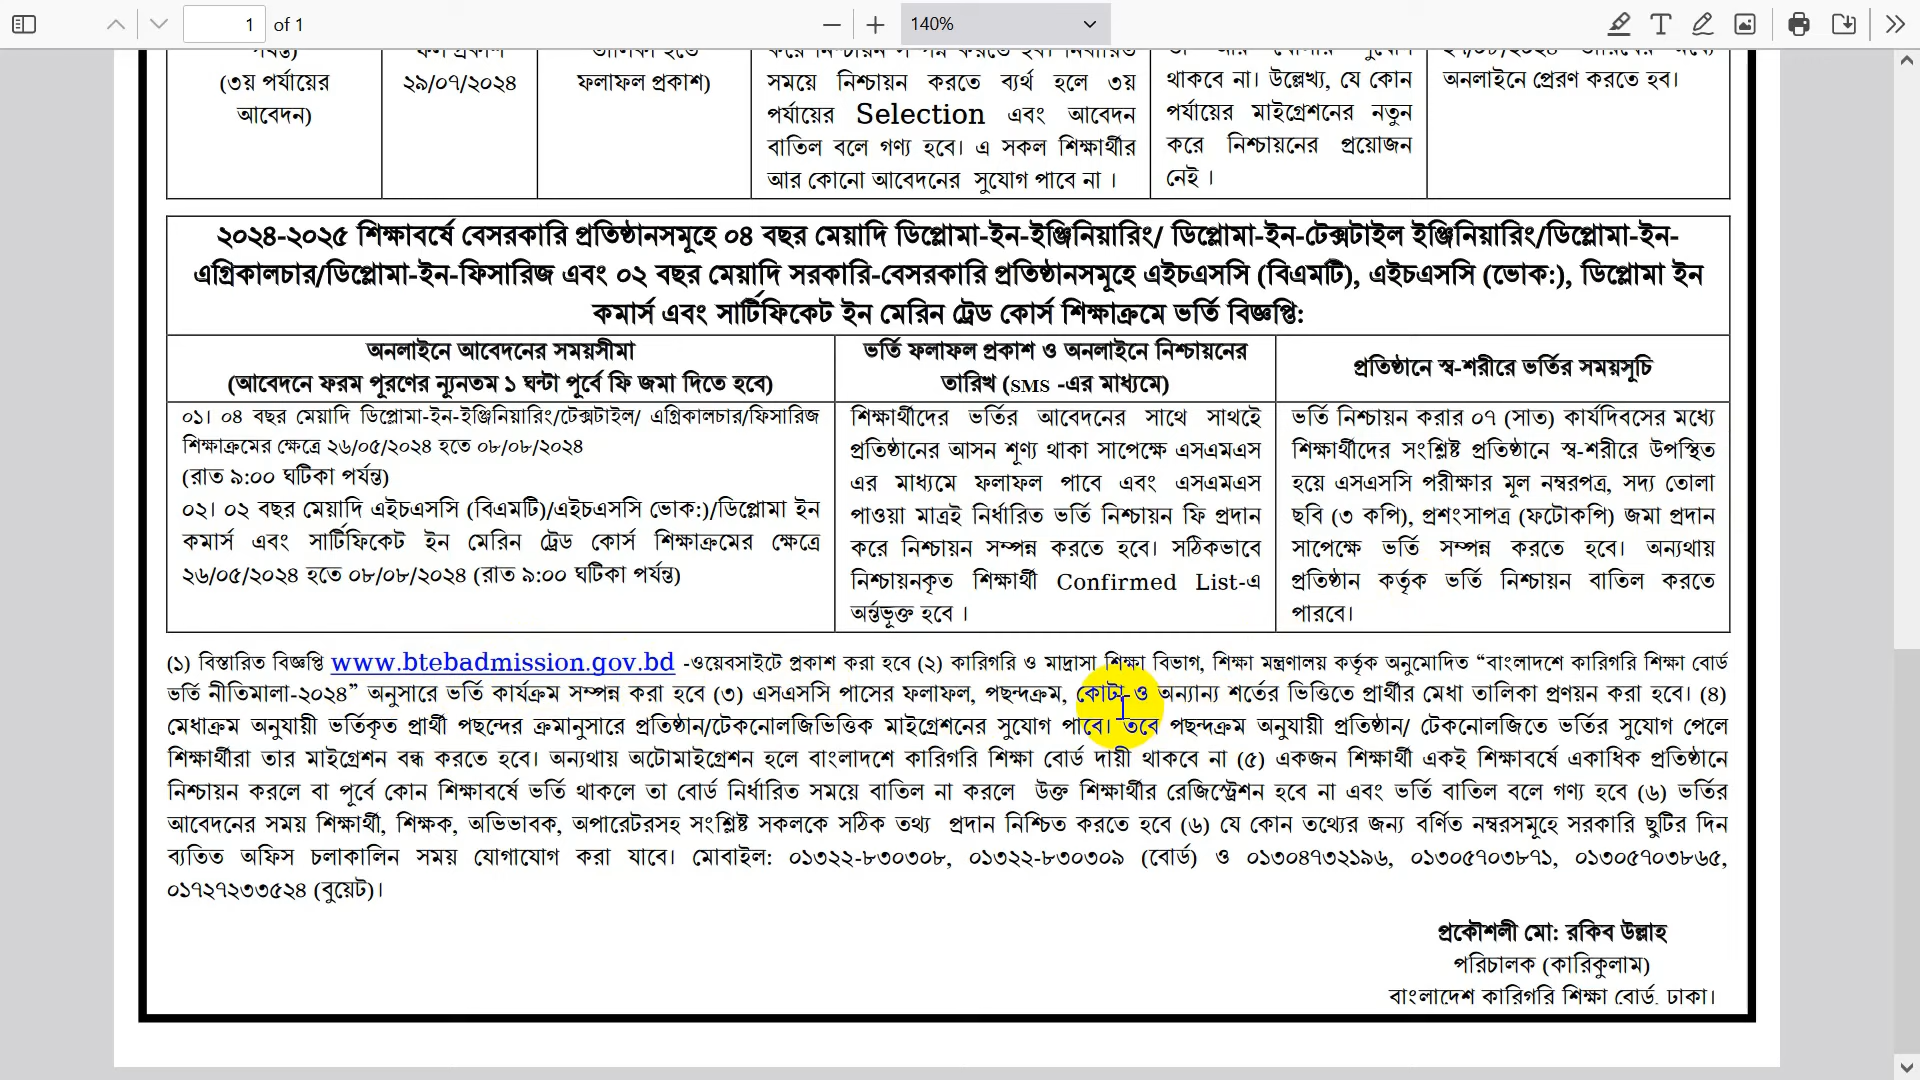 1 of 1 140%
(৩য় পর্যায়ের আবেদন)
২৯/০৭/২০২৪
ফলাফল প্রকাশ)
সময়ে নিশ্চায়ন করতে ব্যর্থ হলে ৩য়
পর্যায়ের Selection এবং আবেদন
বাতিল বলে গণ্য হবে। এ সকল শিক্ষার্থীর
আর কোনো আবেদনের সুযোগ পাবে না ।
থাকবে না। উল্লেখ্য, যে কোন
পর্যায়ের মাইগ্রেশনের নতুন
করে নিশ্চায়নের প্রয়োজন
নেই ।
অনলাইনে প্রেরণ করতে হব।
২০২৪-২০২৫ শিক্ষাবর্ষে বেসরকারি প্রতিষ্ঠানসমূহে ০৪ বছর মেয়াদি ডিপ্লোমা-ইন-ইঞ্জিনিয়ারিং/ ডিপ্লোমা-ইন-টেক্সটাইল ইঞ্জিনিয়ারিং/ডিপ্লোমা-ইন-
এগ্রিকালচার/ডিপ্লোমা-ইন-ফিসারিজ এবং ০২ বছর মেয়াদি সরকারি-বেসরকারি প্রতিষ্ঠানসমূহে এইচএসসি (বিএমটি), এইচএসসি (ভোক:), ডিপ্লোমা ইন
কমার্স এবং সার্টিফিকেট ইন মেরিন ট্রেড কোর্স শিক্ষাক্রমে ভর্তি বিজ্ঞপ্তি:
অনলাইনে আবেদনের সময়সীমা
(আবেদনে ফরম পূরণের ন্যূনতম ১ ঘন্টা পূর্বে ফি জমা দিতে হবে)
ভর্তি ফলাফল প্রকাশ ও অনলাইনে নিশ্চায়নের
তারিখ (SMS -এর মাধ্যমে)
প্রতিষ্ঠানে স্ব-শরীরে ভর্তির সময়সূচি
০১। ০৪ বছর মেয়াদি ডিপ্লোমা-ইন-ইঞ্জিনিয়ারিং/টেক্সটাইল/ এগ্রিকালচার/ফিসারিজ
শিক্ষাক্রমের ক্ষেত্রে ২৬/০৫/২০২৪ হতে ০৮/০৮/২০২৪
(রাত ৯:০০ ঘটিকা পর্যন্ত)
০২। ০২ বছর মেয়াদি এইচএসসি (বিএমটি)/এইচএসসি ভোক:)/ডিপ্লোমা ইন
কমার্স এবং সার্টিফিকেট ইন মেরিন ট্রেড কোর্স শিক্ষাক্রমের ক্ষেত্রে
২৬/০৫/২০২৪ হতে ০৮/০৮/২০২৪ (রাত ৯:০০ ঘটিকা পর্যন্ত)
শিক্ষার্থীদের ভর্তির আবেদনের সাথে সাথেই
প্রতিষ্ঠানের আসন শূণ্য থাকা সাপেক্ষে এসএমএস
এর মাধ্যমে ফলাফল পাবে এবং এসএমএস
পাওয়া মাত্রই নির্ধারিত ভর্তি নিশ্চায়ন ফি প্রদান
করে নিশ্চায়ন সম্পন্ন করতে হবে। সঠিকভাবে
নিশ্চায়নকৃত শিক্ষার্থী Confirmed List-এ
অর্ন্তভূক্ত হবে ।
ভর্তি নিশ্চায়ন করার ০৭ (সাত) কার্যদিবসের মধ্যে
শিক্ষার্থীদের সংশ্লিষ্ট প্রতিষ্ঠানে স্ব-শরীরে উপস্থিত
হয়ে এসএসসি পরীক্ষার মূল নম্বরপত্র, সদ্য তোলা
ছবি (৩ কপি), প্রশংসাপত্র (ফটোকপি) জমা প্রদান
সাপেক্ষে ভর্তি সম্পন্ন করতে হবে। অন্যথায়
প্রতিষ্ঠান কর্তৃক ভর্তি নিশ্চায়ন বাতিল করতে
পারবে।
(১) বিস্তারিত বিজ্ঞপ্তি www.btebadmission.gov.bd -ওয়েবসাইটে প্রকাশ করা হবে (২) কারিগরি ও মাদ্রাসা শিক্ষা বিভাগ, শিক্ষা মন্ত্রণালয় কর্তৃক অনুমোদিত “বাংলাদশে কারিগরি শিক্ষা বোর্ড
ভর্তি নীতিমালা-২০২৪” অনুসারে ভর্তি কার্যক্রম সম্পন্ন করা হবে (৩) এসএসসি পাসের ফলাফল, পছন্দক্রম, কোটা ও অন্যান্য শর্তের ভিত্তিতে প্রার্থীর মেধা তালিকা প্রণয়ন করা হবে। (৪)
মেধাক্রম অনুযায়ী ভর্তিকৃত প্রার্থী পছন্দের ক্রমানুসারে প্রতিষ্ঠান/টেকনোলজিভিত্তিক মাইগ্রেশনের সুযোগ পাবে। তবে পছন্দক্রম অনুযায়ী প্রতিষ্ঠান/ টেকনোলজিতে ভর্তির সুযোগ পেলে
শিক্ষার্থীরা তার মাইগ্রেশন বন্ধ করতে হবে। অন্যথায় অটোমাইগ্রেশন হলে বাংলাদশে কারিগরি শিক্ষা বোর্ড দায়ী থাকবে না (৫) একজন শিক্ষার্থী একই শিক্ষাবর্ষে একাধিক প্রতিষ্ঠানে
নিশ্চায়ন করলে বা পূর্বে কোন শিক্ষাবর্ষে ভর্তি থাকলে তা বোর্ড নির্ধারিত সময়ে বাতিল না করলে উক্ত শিক্ষার্থীর রেজিস্ট্রেশন হবে না এবং ভর্তি বাতিল বলে গণ্য হবে (৬) ভর্তির
আবেদনের সময় শিক্ষার্থী, শিক্ষক, অভিভাবক, অপারেটরসহ সংশ্লিষ্ট সকলকে সঠিক তথ্য প্রদান নিশ্চিত করতে হবে (৬) যে কোন তথ্যের জন্য বর্ণিত নম্বরসমূহে সরকারি ছুটির দিন
ব্যতিত অফিস চলাকালিন সময় যোগাযোগ করা যাবে। মোবাইল: ০১৩২২-৮৩০৩০৮, ০১৩২২-৮৩০৩০৯ (বোর্ড) ও ০১৩০৪৭৩২১৯৬, ০১৩০৫৭০৩৮৭১, ০১৩০৫৭০৩৮৬৫,
০১৭২৭২৩৩৫২৪ (বুয়েট)।
প্রকৌশলী মো: রকিব উল্লাহ
পরিচালক (কারিকুলাম)
বাংলাদেশ কারিগরি শিক্ষা বোর্ড, ঢাকা।